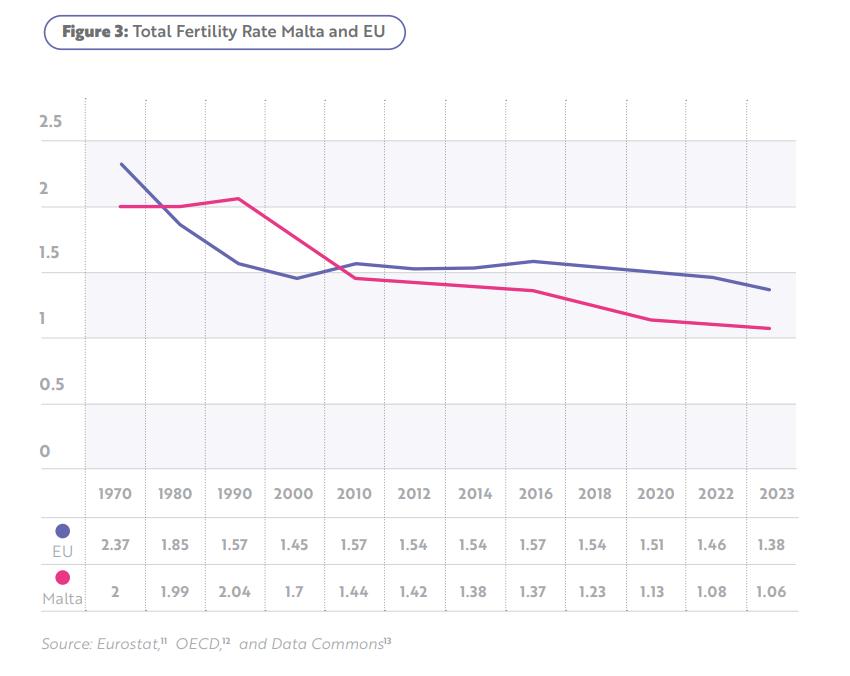 Figure 3: Total Fertility Rate Malta and EU
2.5
2
1.5
1
0.5
0
1970 1980 1990 2000 2010 2012 2014 2016 2018 2020 2022 2023
EU 2.37 1.85 1.57 1.45 1.57 1.54 1.54 1.57 1.54 1.51 1.46 1.38
Malta 2 1.99 2.04 1.7 1.44 1.42 1.38 1.37 1.23 1.13 1.08 1.06
Source: Eurostat,¹¹ OECD,¹² and Data Commons¹³